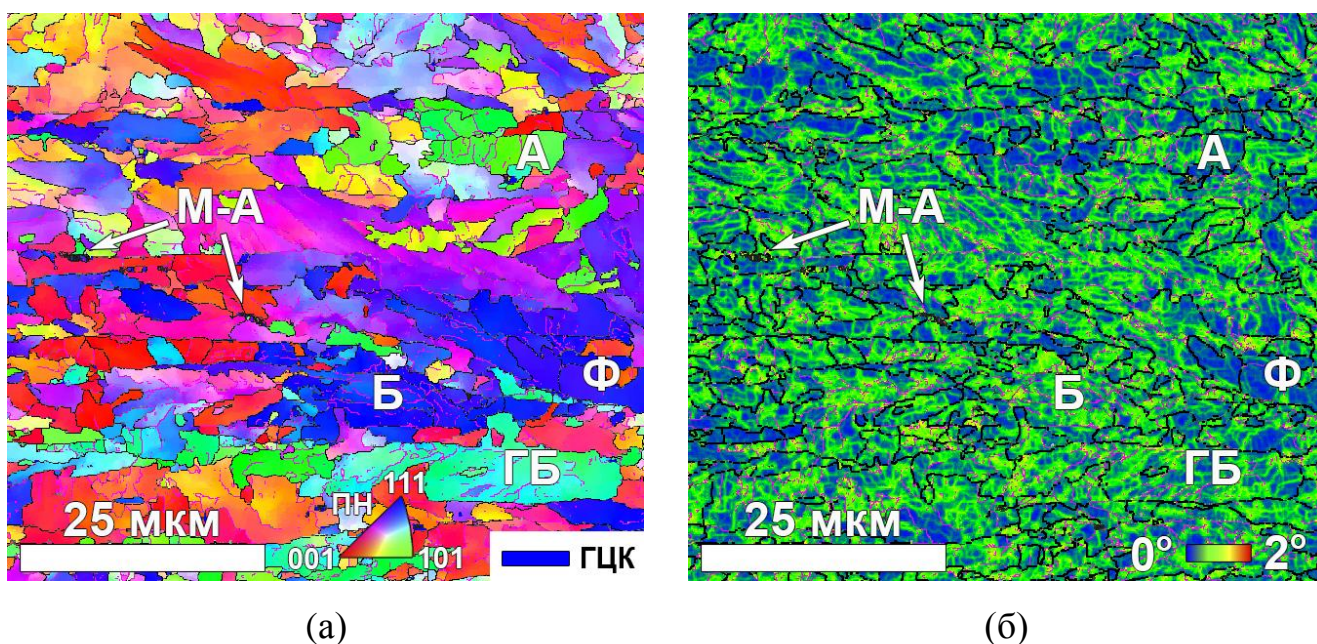 А
М-А
Б
Ф
ГБ
25 мкм
ПН
111
001
101
ГЦК
(а)
А
М-А
Б
Ф
ГБ
25 мкм
0° 2°
(б)